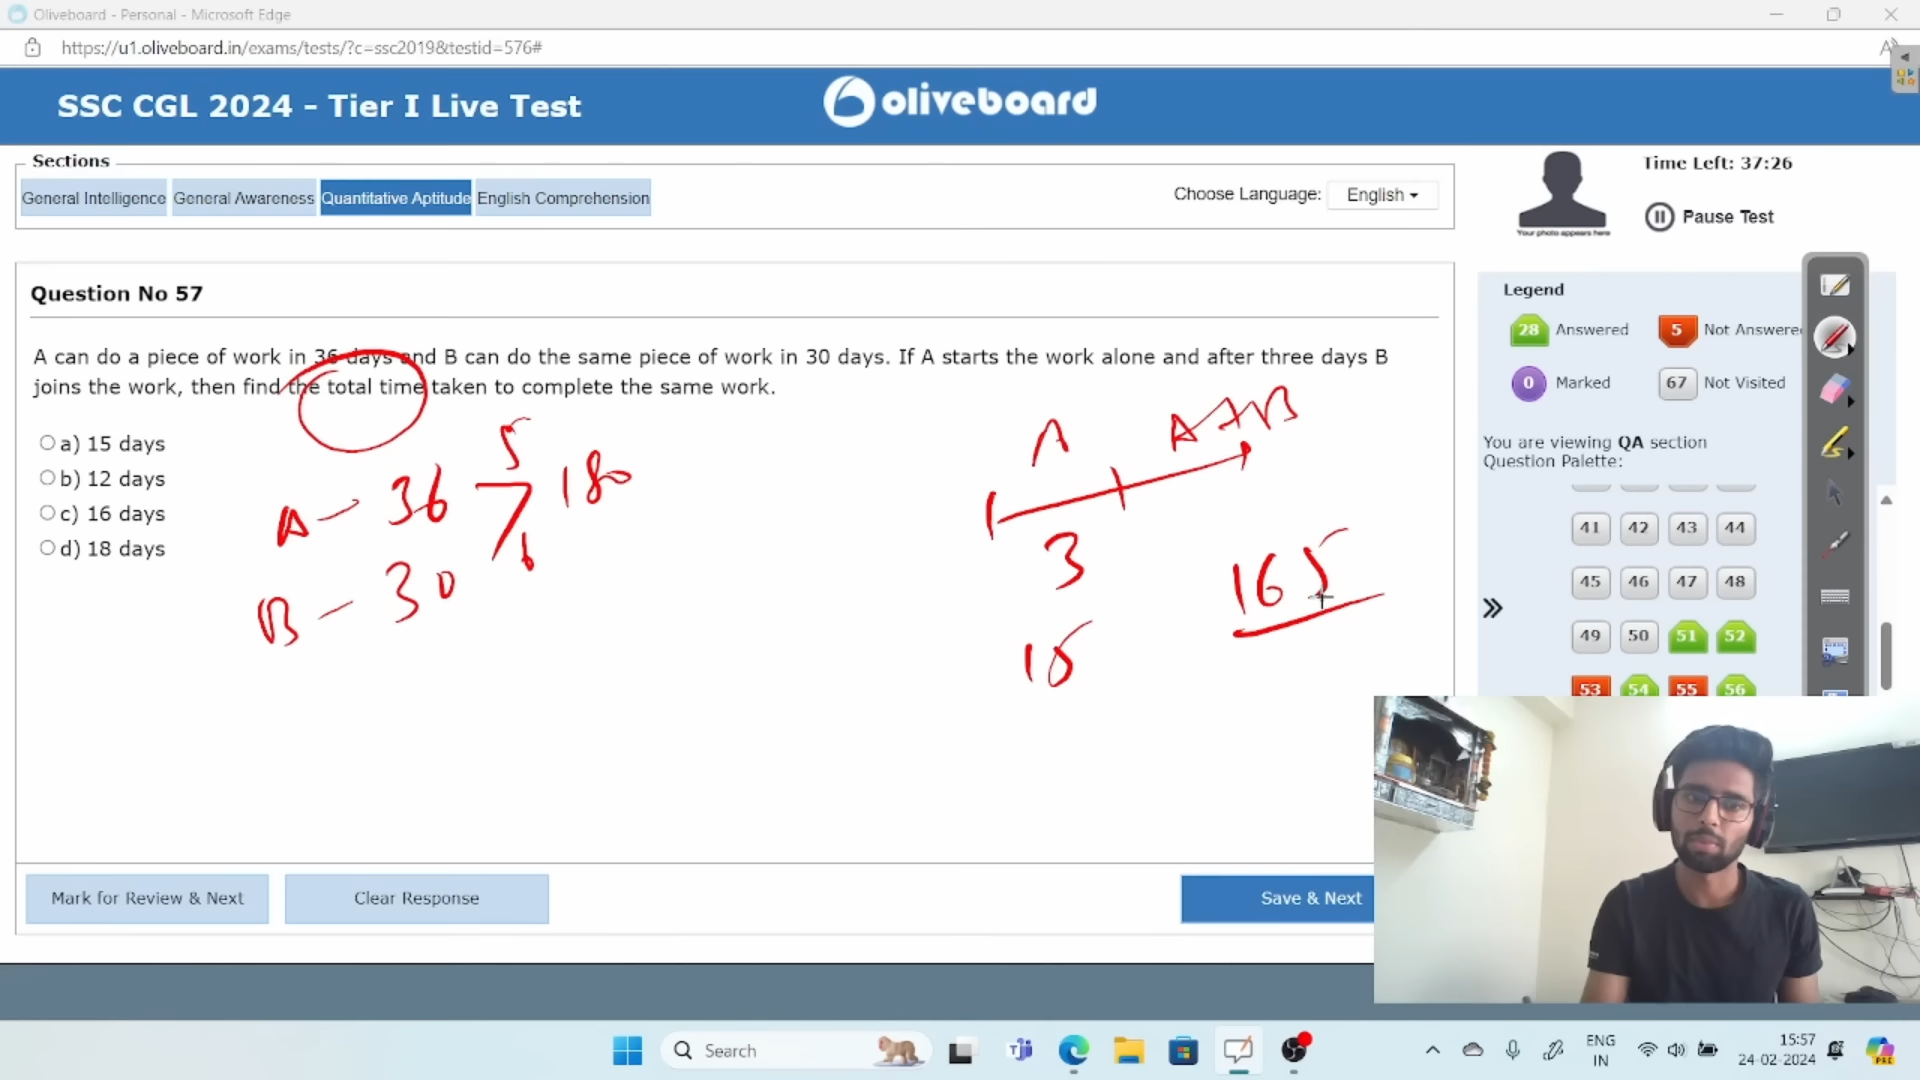 Oliveboard - Personal - Microsoft Edge
https://u1.oliveboard.in/exams/tests/?c=ssc2019&testid=576#
SSC CGL 2024 - Tier I Live Test
oliveboard
Sections
General Intelligence General Awareness Quantitative Aptitude English Comprehension
Choose Language: English
Your photo appears here
Time Left: 37:26
Pause Test
Question No 57
A can do a piece of work in 36 days and B can do the same piece of work in 30 days. If A starts the work alone and after three days B
joins the work, then find the total time taken to complete the same work.
a) 15 days
b) 12 days
c) 16 days
d) 18 days
A - 36
5
180
6
B - 30
A
A+B
3
15
165
Legend
28 Answered
5 Not Answere
0 Marked
67 Not Visited
You are viewing QA section
Question Palette:
41 42 43 44
45 46 47 48
49 50 51 52
53 54 55 56
Mark for Review & Next
Clear Response
Save & Next
Search
ENG
IN
15:57
24-02-2024
PRE